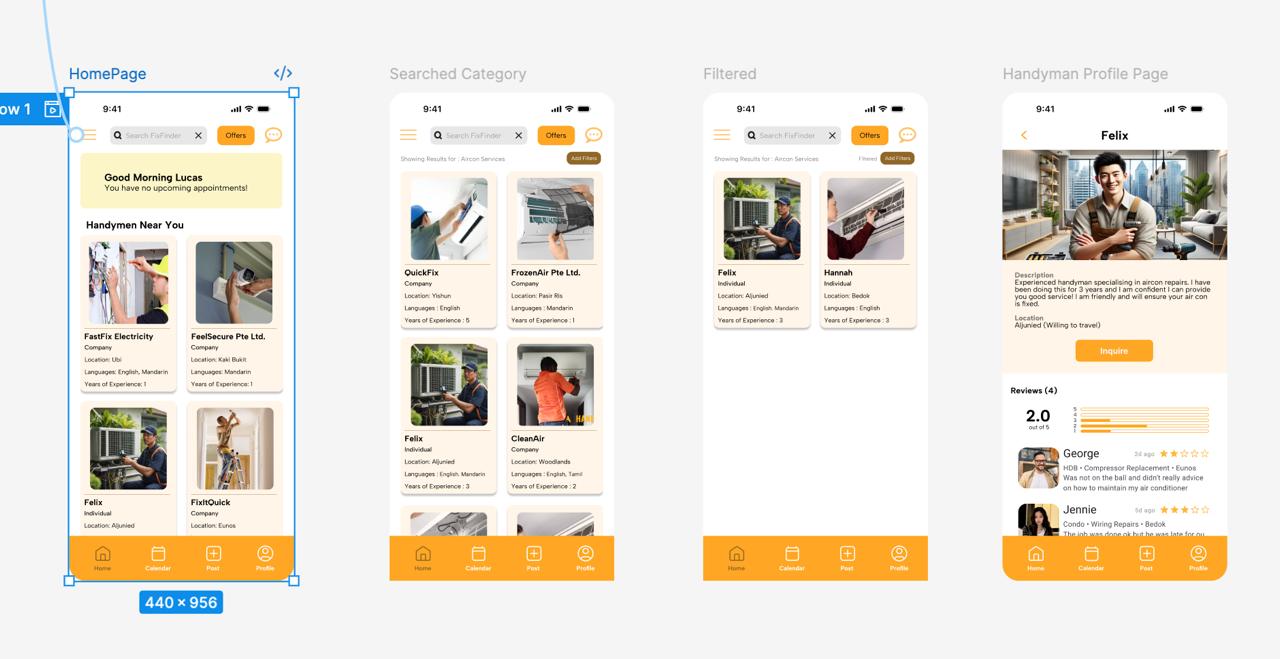 HomePage
</>
Searched Category
Filtered
Handyman Profile Page
ow 1
9:41
Search FixFinder
Offers
Good Morning Lucas
You have no upcoming appointments!
Handymen Near You
FastFix Electricity
Company
Location: Ubi
Languages: English, Mandarin
Years of Experience: 1
FeelSecure Pte Ltd.
Company
Location: Kaki Bukit
Languages: Mandarin
Years of Experience: 1
Felix
Individual
Location: Aljunied
FixItQuick
Company
Location: Eunos
Home
Calendar
Post
Profile
440 × 956
9:41
Search FixFinder
Offers
Showing Results for : Aircon Services
Add Filters
QuickFix
Company
Location: Yishun
Languages : English
Years of Experience : 5
FrozenAir Pte Ltd.
Company
Location: Pasir Ris
Languages : Mandarin
Years of Experience : 1
Felix
Individual
Location: Aljunied
Languages : English. Mandarin
Years of Experience : 3
CleanAir
Company
Location: Woodlands
Languages : English, Tamil
Years of Experience : 2
Home
Calendar
Post
Profile
9:41
Search FixFinder
Offers
Showing Results for : Aircon Services
Filtered
Add Filters
Felix
Individual
Location: Aljunied
Languages : English. Mandarin
Years of Experience : 3
Hannah
Individual
Location: Bedok
Languages : English
Years of Experience : 3
Home
Calendar
Post
Profile
9:41
Felix
Description
Experienced handyman specialising in aircon repairs. I have
been doing this for 3 years and I am confident I can provide
you good service! I am friendly and will ensure your air con
is fixed.
Location
Aljunied (Willing to travel)
Inquire
Reviews (4)
2.0
out of 5
5
4
3
2
1
George
2d ago
HDB • Compressor Replacement • Eunos
Was not on the ball and didn't really advice
on how to maintain my air conditioner
Jennie
5d ago
Condo • Wiring Repairs • Bedok
The job was done ok but he was late for ou
Home
Calendar
Post
Profile